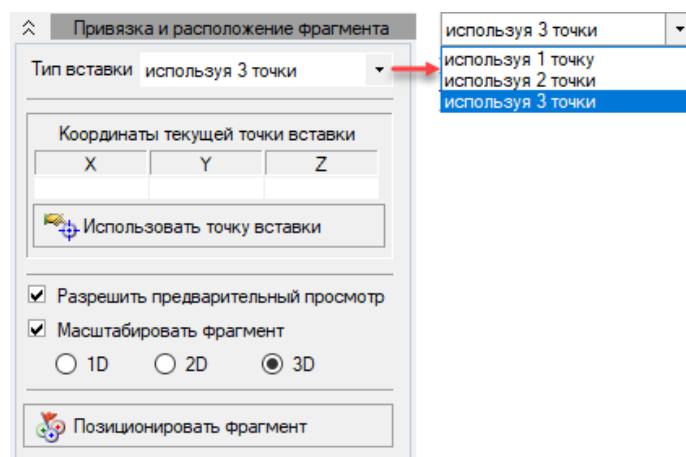 Привязка и расположение фрагмента
Тип вставки используя 3 точки
Координаты текущей точки вставки
X Y Z
Использовать точку вставки
Разрешить предварительный просмотр
Масштабировать фрагмент
1D 2D 3D
Позиционировать фрагмент
используя 3 точки
используя 1 точку
используя 2 точки
используя 3 точки